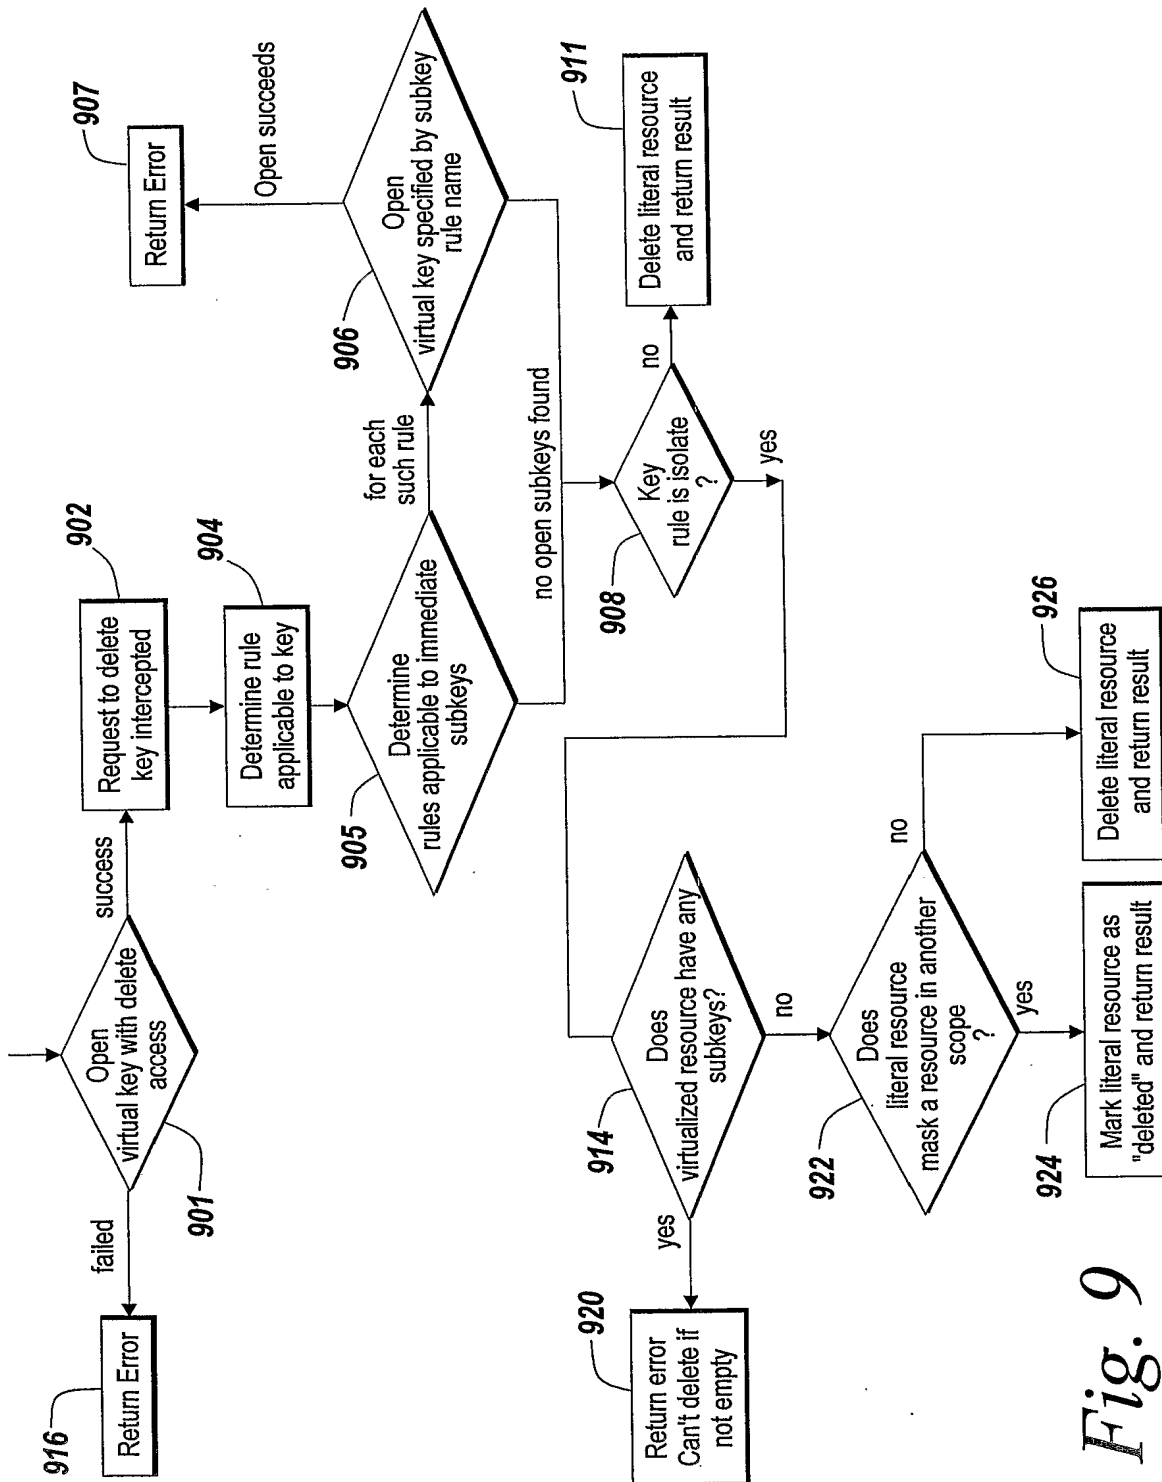 916
Return Error
failed
901
Open
virtual key with delete
access
success
902
Request to delete
key intercepted
904
Determine rule
applicable to key
905
Determine
rules applicable to immediate
subkeys
for each
such rule
906
Open
virtual key specified by subkey
rule name
Open succeeds
907
Return Error
no open subkeys found
908
Key
rule is isolate
?
no
911
Delete literal resource
and return result
yes
914
Does
virtualized resource have any
subkeys?
yes
920
Return error
Can't delete if
not empty
no
922
Does
literal resource
mask a resource in another
scope
?
yes
924
Mark literal resource as
"deleted" and return result
no
926
Delete literal resource
and return result
Fig. 9